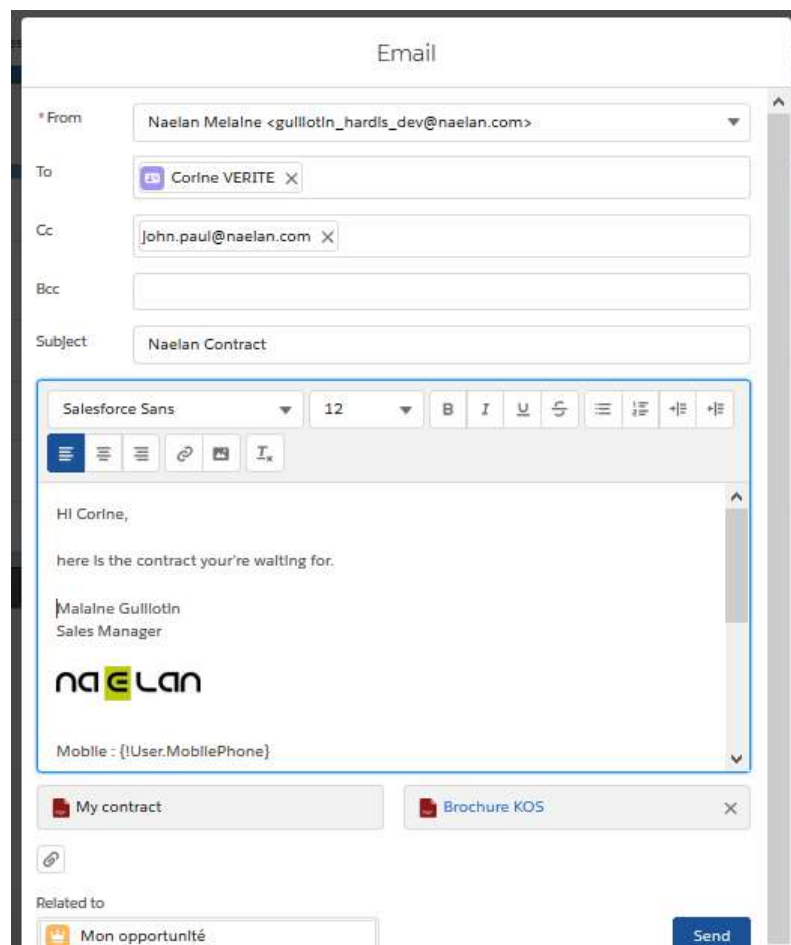 Email
*From
Naelan Melaine <guillotin_hardis_dev@naelan.com>
To
Corine VERITE
Cc
John.paul@naelan.com
Bcc
Subject
Naelan Contract
Salesforce Sans
12
B I U S
Hi Corine,
here is the contract your're waiting for.
Malaine Guillotin
Sales Manager
naeLan
Mobile : {!User.MobilePhone}
My contract
Brochure KOS
Related to
Mon opportunité
Send